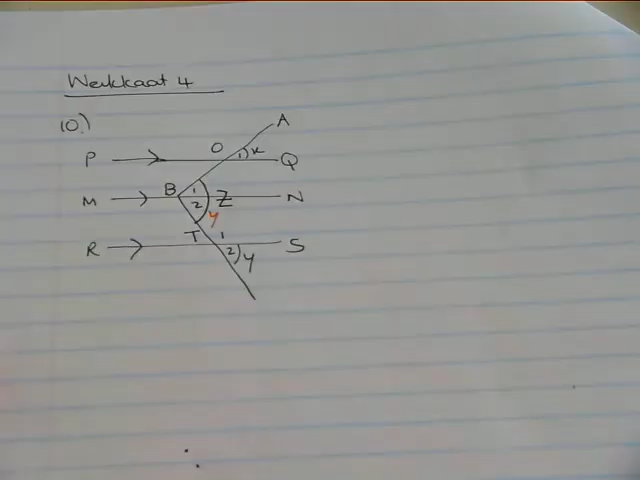 Werkkaart 4
10.)
A
O
1 x
P Q
B 1
M 2 Z N
y
T 1
R 2 y S